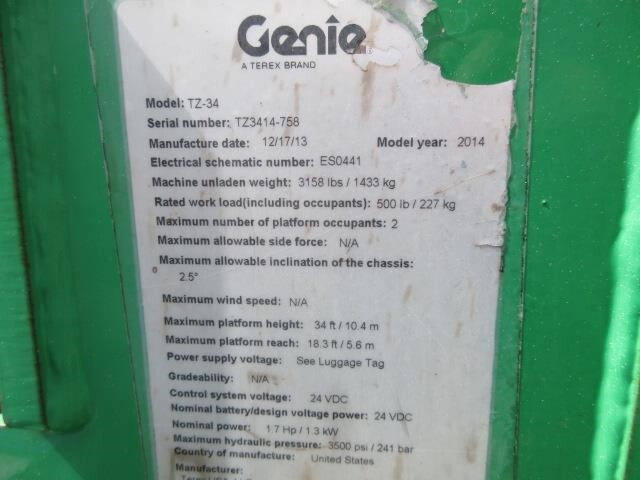 Genie
A TEREX BRAND
Model: TZ-34
Serial number: TZ3414-758
Manufacture date: 12/17/13 Model year: 2014
Electrical schematic number: ES0441
Machine unladen weight: 3158 lbs / 1433 kg
Rated work load(including occupants): 500 lb / 227 kg
Maximum number of platform occupants: 2
Maximum allowable side force: N/A
Maximum allowable inclination of the chassis:
2.5°
Maximum wind speed: N/A
Maximum platform height: 34 ft / 10.4 m
Maximum platform reach: 18.3 ft / 5.6 m
Power supply voltage: See Luggage Tag
Gradeability: N/A
Control system voltage: 24 VDC
Nominal battery/design voltage power: 24 VDC
Nominal power: 1.7 Hp / 1.3 kW
Maximum hydraulic pressure: 3500 psi / 241 bar
Country of manufacture: United States
Manufacturer: